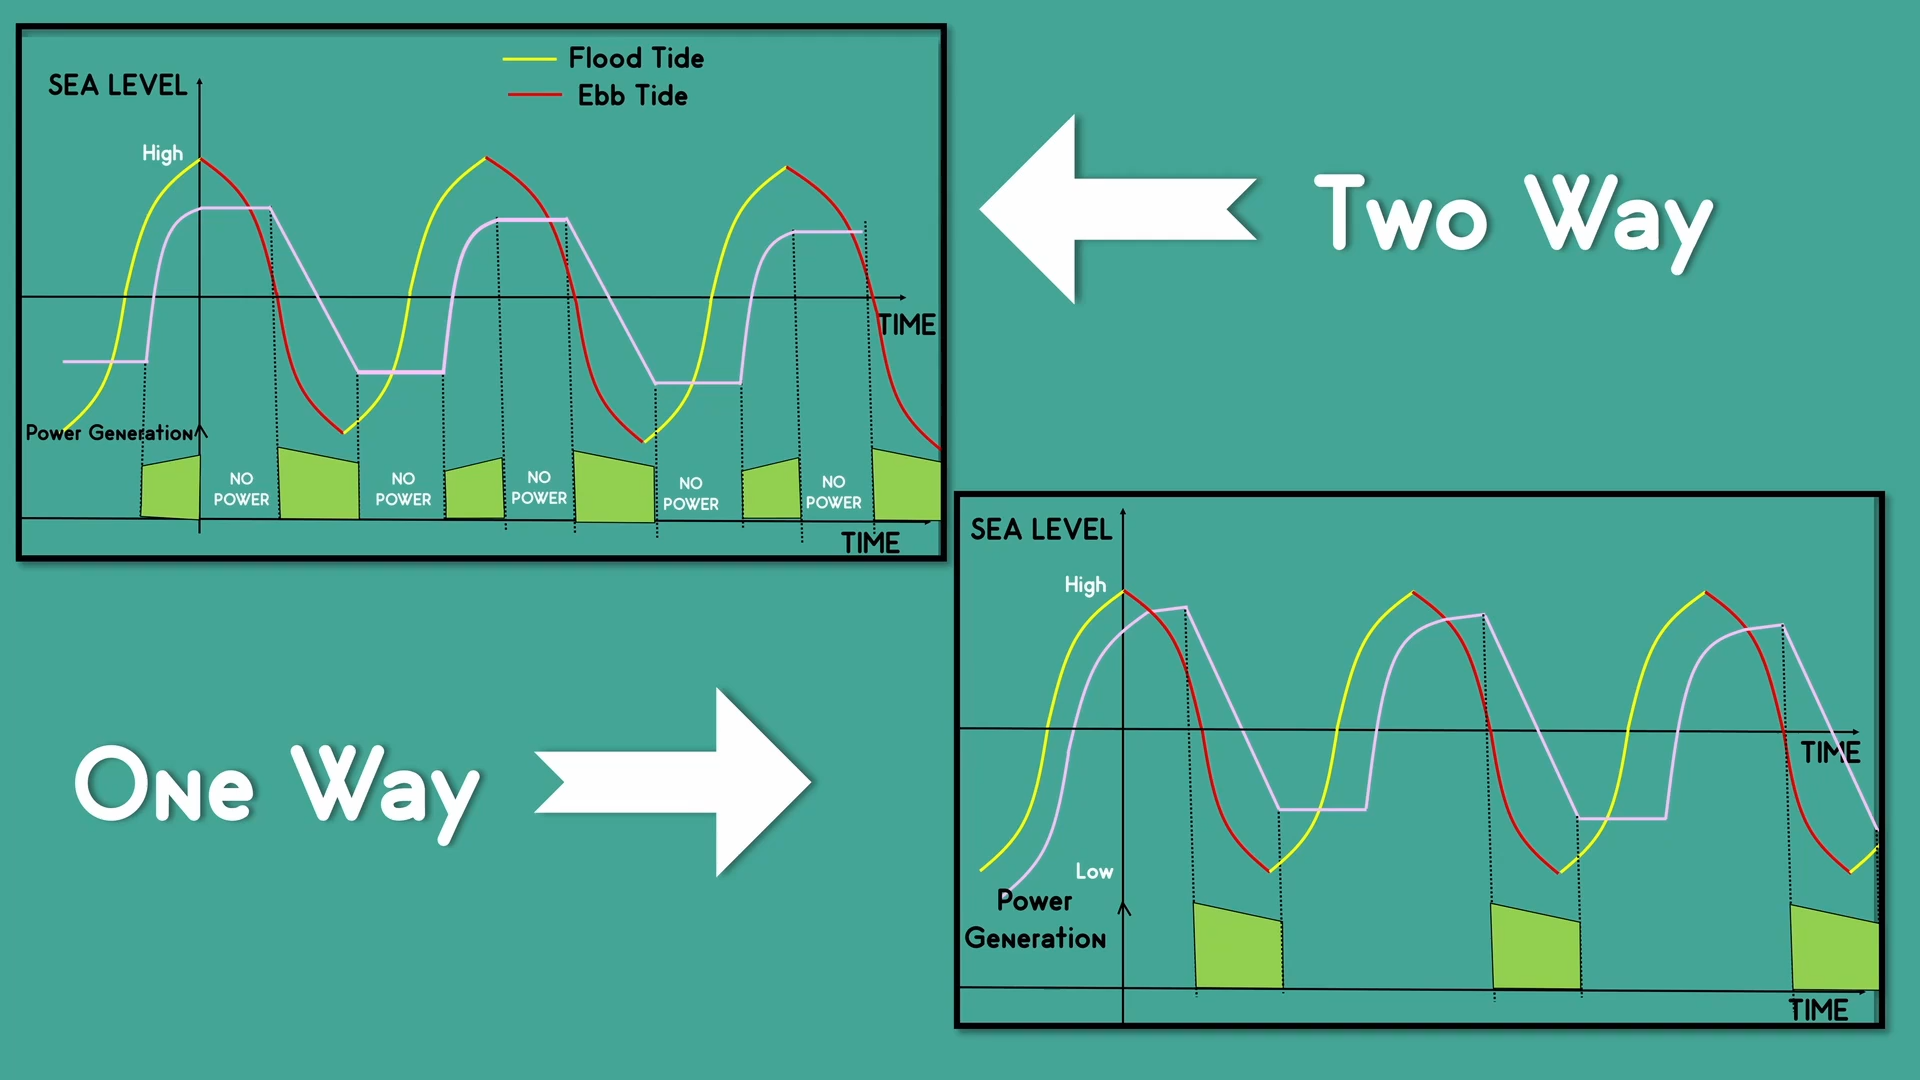 Flood Tide
SEA LEVEL
Ebb Tide
High
TIME
Power Generation
NO
POWER
NO
POWER
NO
POWER
NO
POWER
NO
POWER
TIME
Two Way
One Way
SEA LEVEL
High
TIME
Low
Power
Generation
TIME